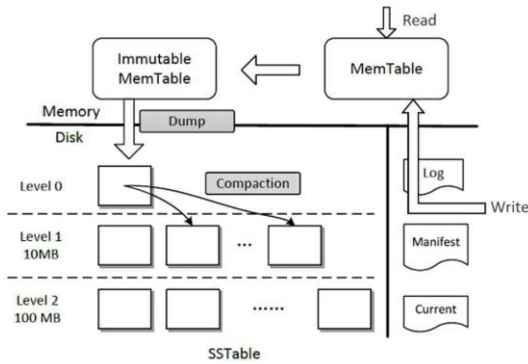 Read
Immutable
MemTable
MemTable
Memory
Dump
Disk
Level 0
Compaction
Log
Write
Level 1
10MB
...
Manifest
Level 2
100 MB
......
Current
SSTable